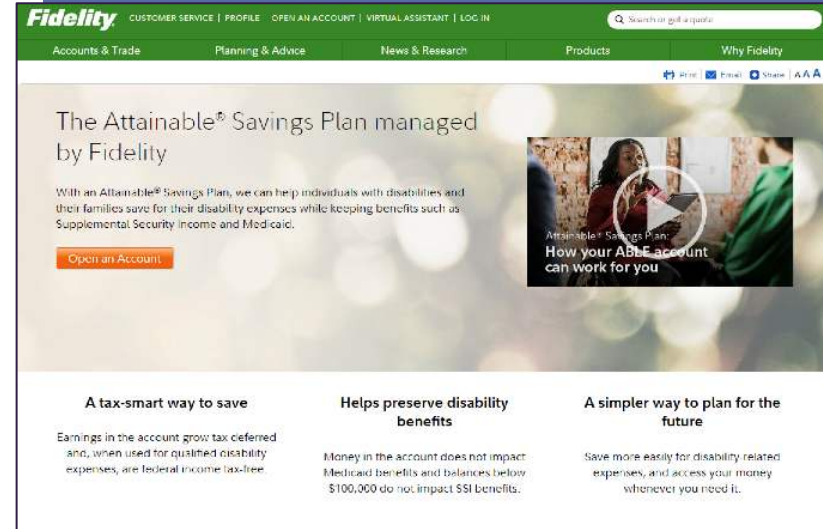 Fidelity
CUSTOMER SERVICE | PROFILE OPEN AN ACCOUNT | VIRTUAL ASSISTANT | LOG IN
Search or get a quote
Accounts & Trade Planning & Advice News & Research Products Why Fidelity
Print Email Share A A A
The Attainable® Savings Plan managed
by Fidelity
With an Attainable® Savings Plan, we can help individuals with disabilities and
their families save for their disability expenses while keeping benefits such as
Supplemental Security Income and Medicaid.
Open an Account
Attainable® Savings Plan:
How your ABLE account
can work for you
A tax-smart way to save
Earnings in the account grow tax deferred
and, when used for qualified disability
expenses, are federal income tax-free.
Helps preserve disability
benefits
Money in the account does not impact
Medicaid benefits and balances below
$100,000 do not impact SSI benefits.
A simpler way to plan for the
future
Save more easily for disability-related
expenses, and access your money
whenever you need it.